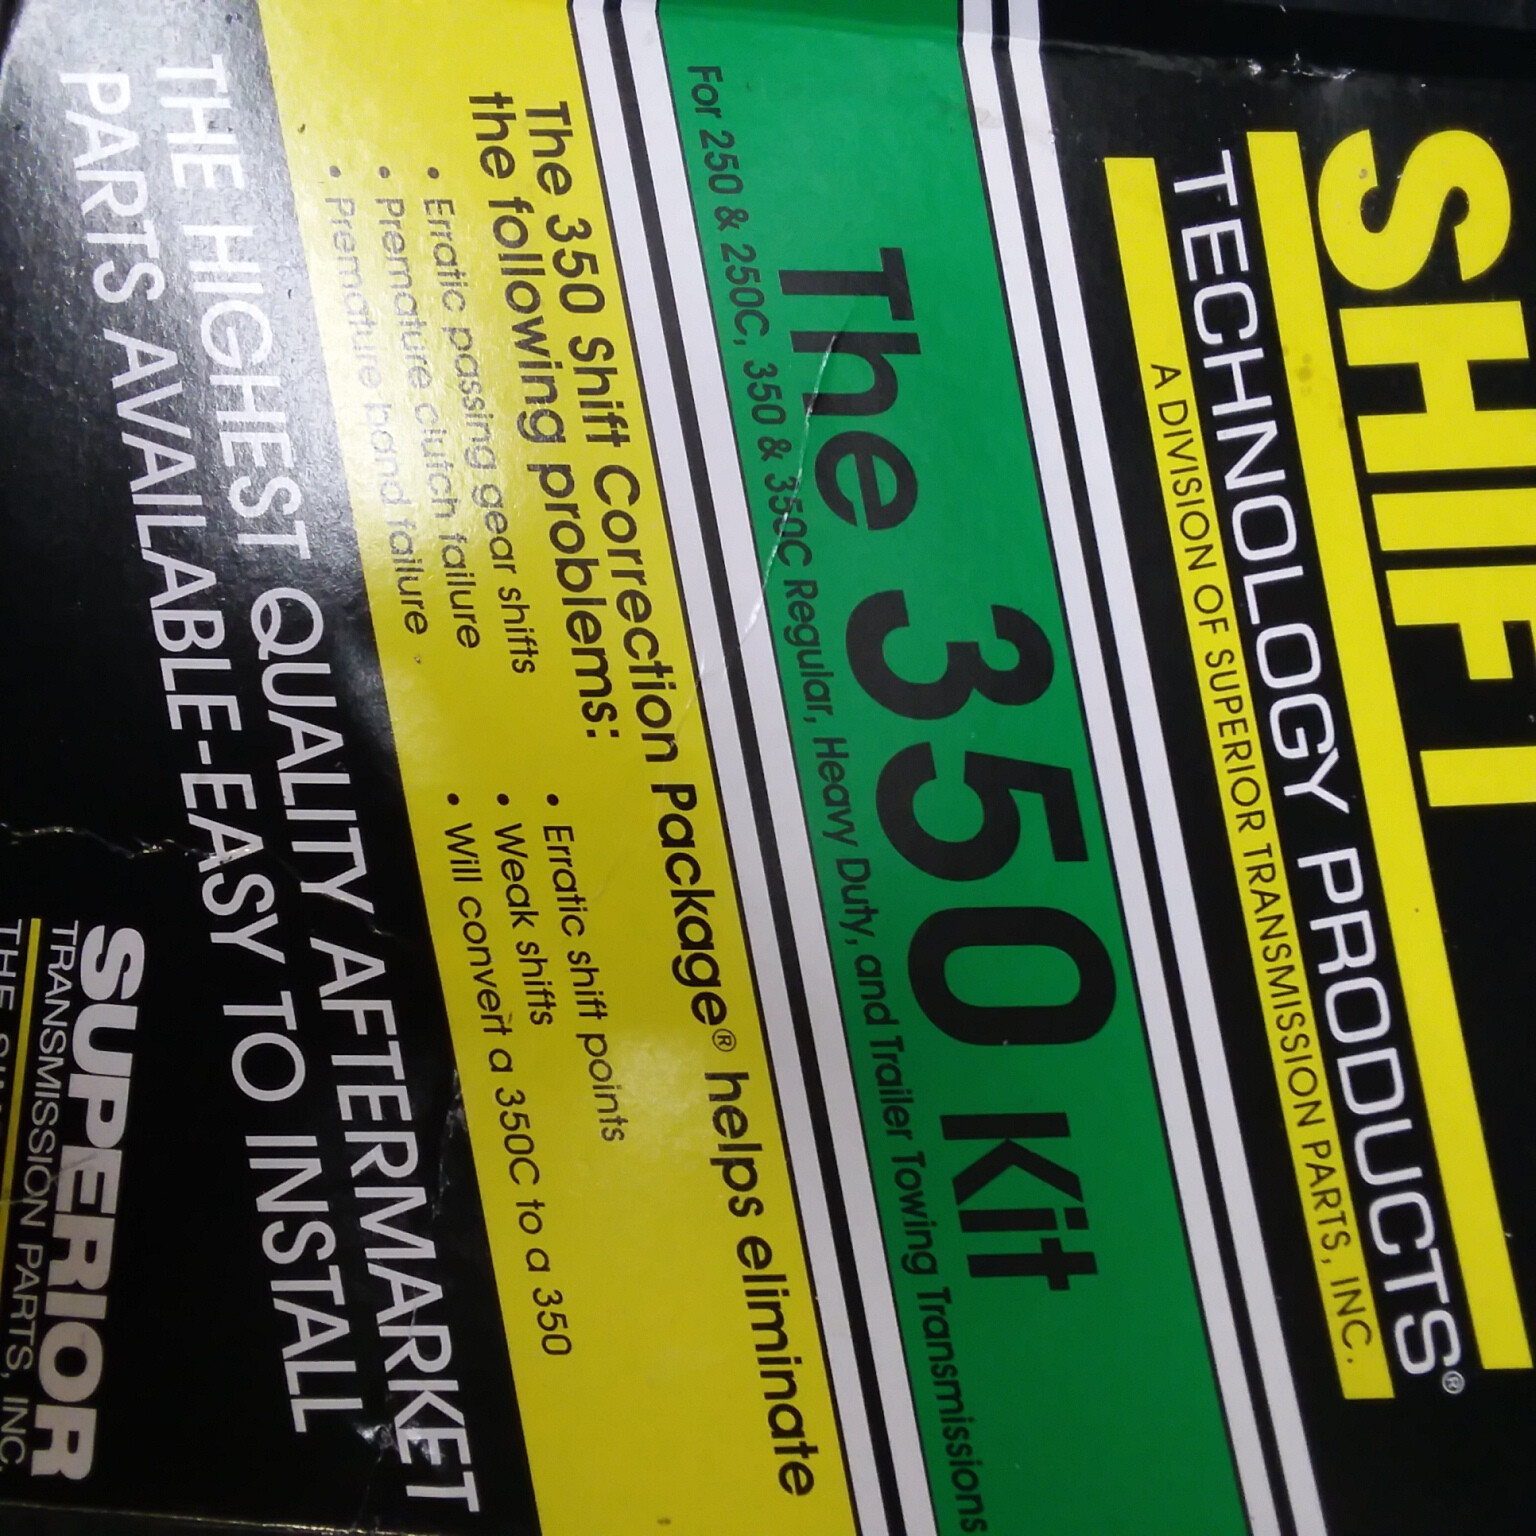 SHIFT
TECHNOLOGY PRODUCTS®
A DIVISION OF SUPERIOR TRANSMISSION PARTS, INC.
The 350 Kit
For 250 & 250C, 350 & 350C Regular, Heavy Duty, and Trailer Towing Transmissions
The 350 Shift Correction Package® helps eliminate
the following problems:
• Erratic passing gear shifts
• Premature clutch failure
• Premature band failure
• Erratic shift points
• Weak shifts
• Will convert a 350C to a 350
THE HIGHEST QUALITY AFTERMARKET
PARTS AVAILABLE-EASY TO INSTALL
SUPERIOR
TRANSMISSION PARTS, INC.
THE